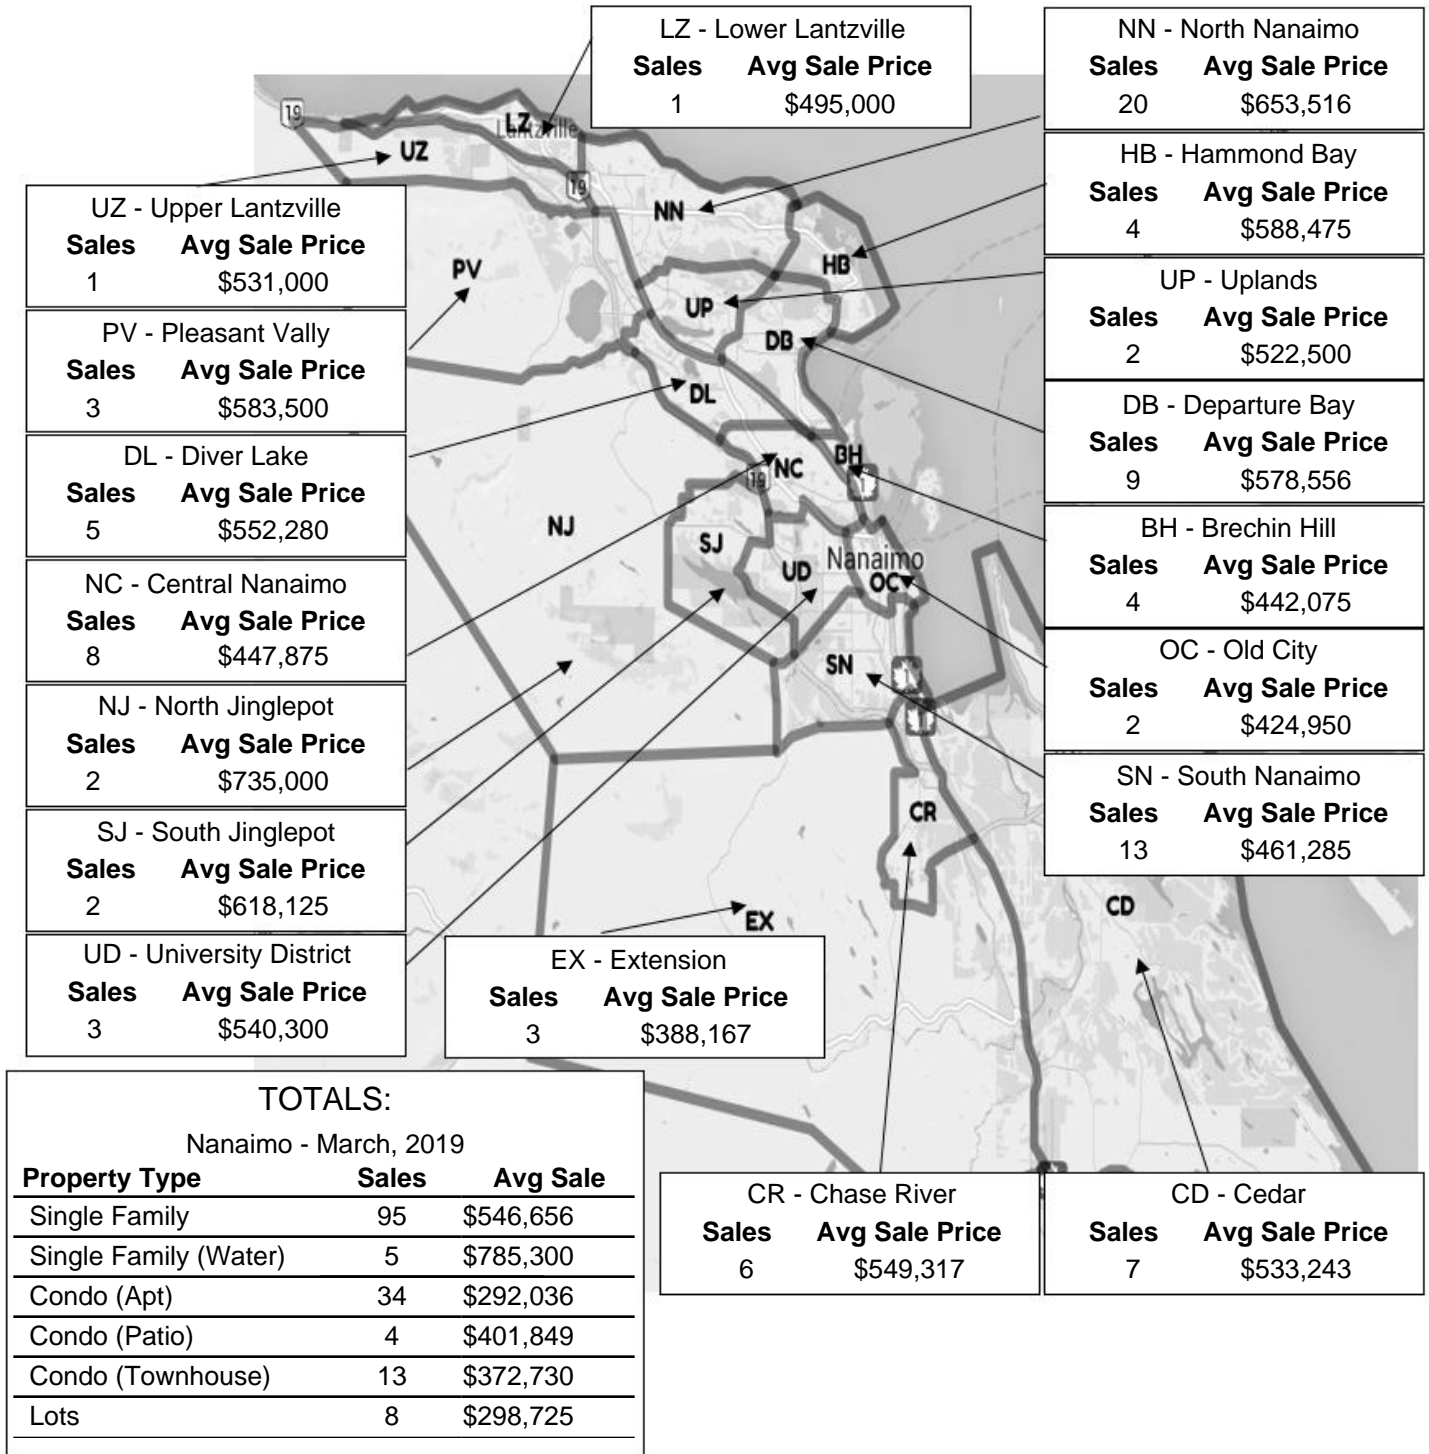 LZ - Lower Lantzville
Sales Avg Sale Price
1 $495,000
NN - North Nanaimo
Sales Avg Sale Price
20 $653,516
HB - Hammond Bay
Sales Avg Sale Price
4 $588,475
UP - Uplands
Sales Avg Sale Price
2 $522,500
DB - Departure Bay
Sales Avg Sale Price
9 $578,556
BH - Brechin Hill
Sales Avg Sale Price
4 $442,075
OC - Old City
Sales Avg Sale Price
2 $424,950
SN - South Nanaimo
Sales Avg Sale Price
13 $461,285
UZ - Upper Lantzville
Sales Avg Sale Price
1 $531,000
PV - Pleasant Vally
Sales Avg Sale Price
3 $583,500
DL - Diver Lake
Sales Avg Sale Price
5 $552,280
NC - Central Nanaimo
Sales Avg Sale Price
8 $447,875
NJ - North Jinglepot
Sales Avg Sale Price
2 $735,000
SJ - South Jinglepot
Sales Avg Sale Price
2 $618,125
UD - University District
Sales Avg Sale Price
3 $540,300
EX - Extension
Sales Avg Sale Price
3 $388,167
CR - Chase River
Sales Avg Sale Price
6 $549,317
CD - Cedar
Sales Avg Sale Price
7 $533,243
19
LZ
Lantzville
UZ
19
NN
PV
HB
UP
DB
DL
BH
NC
19
1
NJ
SJ
Nanaimo
UD
OC
SN
CR
CD
EX
TOTALS:
Nanaimo - March, 2019
Property Type Sales Avg Sale
Single Family 95 $546,656
Single Family (Water) 5 $785,300
Condo (Apt) 34 $292,036
Condo (Patio) 4 $401,849
Condo (Townhouse) 13 $372,730
Lots 8 $298,725